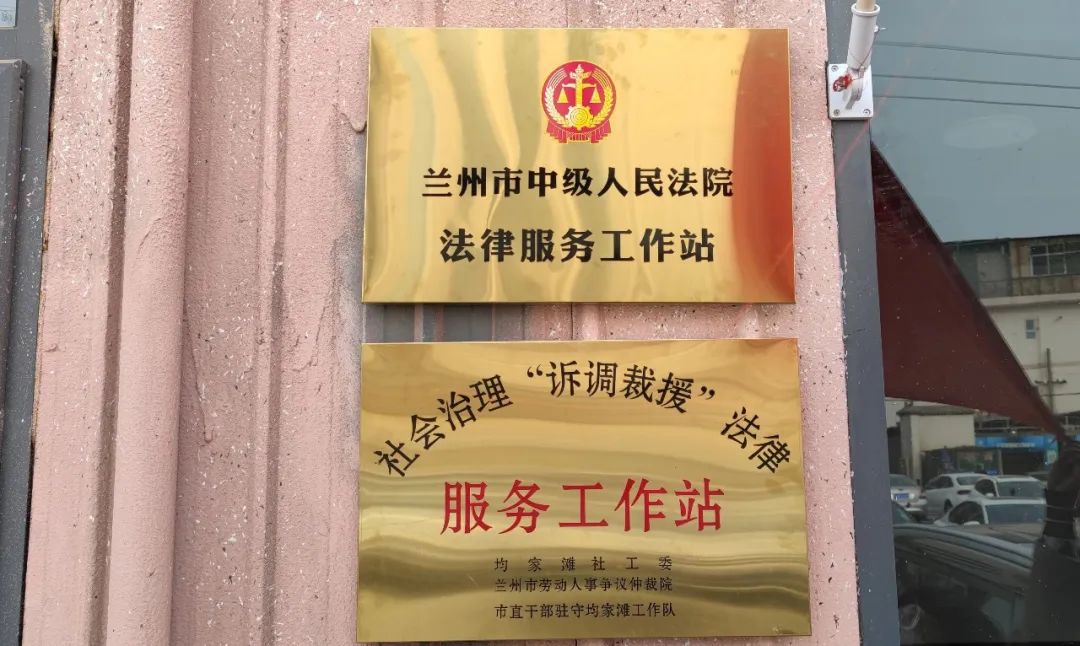 兰州市中级人民法院
法律服务工作站
社会治理“诉调裁援”法律
服务工作站
均家滩社工委
兰州市劳动人事争议仲裁院
市直干部驻守均家滩工作队